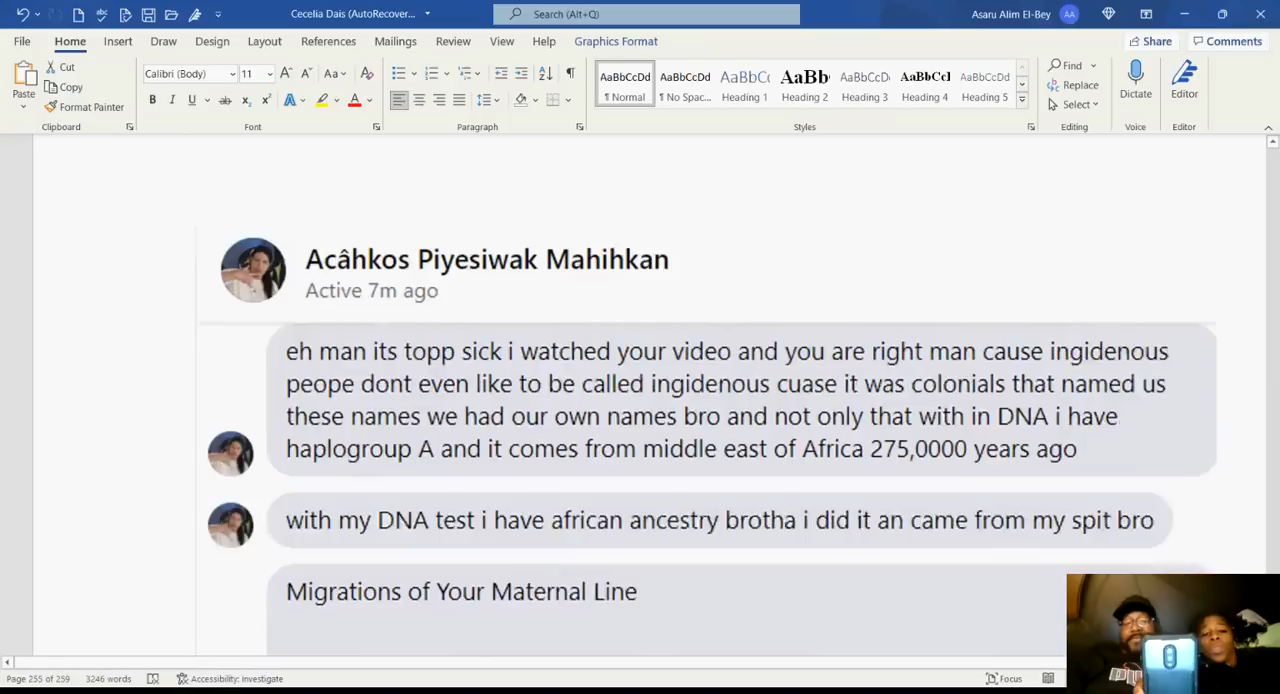 Cecelia Dais (AutoRecover...
Search (Alt+Q)
Asaru Alim El-Bey
AA
File
Home
Insert
Draw
Design
Layout
References
Mailings
Review
View
Help
Graphics Format
Share
Comments
Paste
Cut
Copy
Format Painter
Calibri (Body)
11
AaBbCcDd
¶ Normal
AaBbCcDd
¶ No Spac...
AaBbCc
Heading 1
AaBb
Heading 2
AaBbCcDd
Heading 3
AaBbCcI
Heading 4
AaBbCcDd
Heading 5
Find
Replace
Select
Dictate
Editor
Clipboard
Font
Paragraph
Styles
Editing
Voice
Editor
Acâhkos Piyesiwak Mahihkan
Active 7m ago
eh man its topp sick i watched your video and you are right man cause ingidenous
peope dont even like to be called ingidenous cuase it was colonials that named us
these names we had our own names bro and not only that with in DNA i have
haplogroup A and it comes from middle east of Africa 275,0000 years ago
with my DNA test i have african ancestry brotha i did it an came from my spit bro
Migrations of Your Maternal Line
Page 255 of 259
3246 words
Accessibility: Investigate
Focus